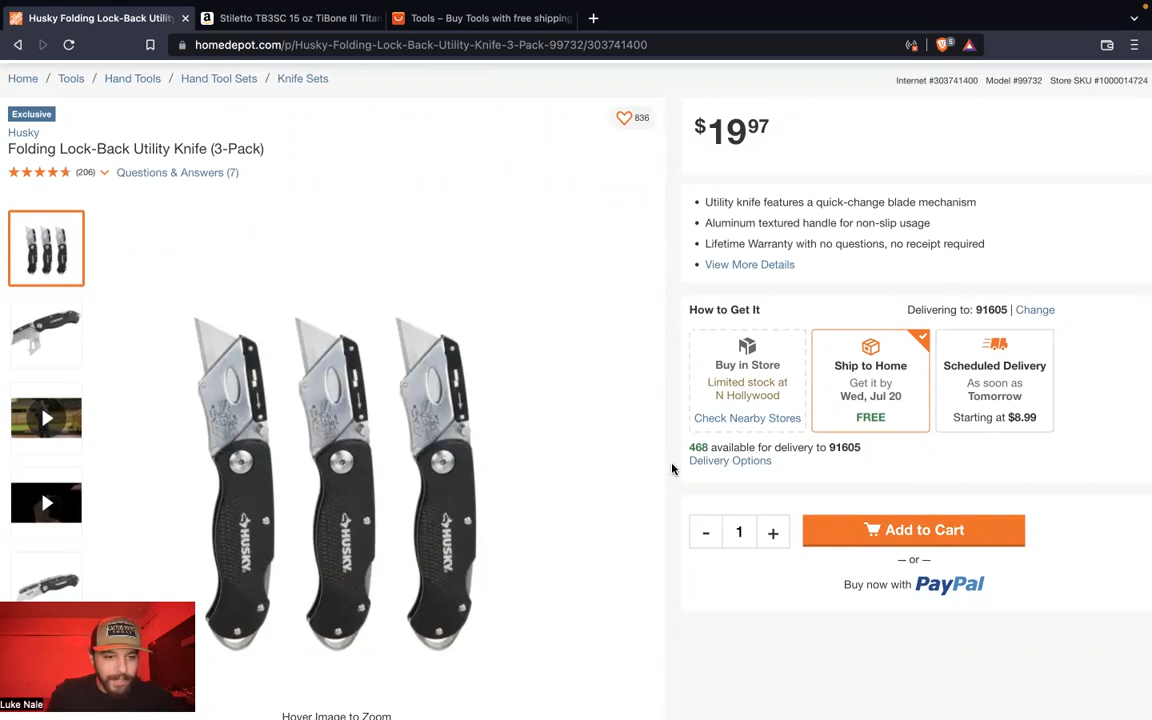 Husky Folding Lock-Back Utility
Stiletto TB3SC 15 oz TiBone III Titan
Tools – Buy Tools with free shipping
homedepot.com/p/Husky-Folding-Lock-Back-Utility-Knife-3-Pack-99732/303741400
Home / Tools / Hand Tools / Hand Tool Sets / Knife Sets
Internet #303741400 Model #99732 Store SKU #1000014724
Exclusive
836
Husky
Folding Lock-Back Utility Knife (3-Pack)
(206) Questions & Answers (7)
$19 97
• Utility knife features a quick-change blade mechanism
• Aluminum textured handle for non-slip usage
• Lifetime Warranty with no questions, no receipt required
• View More Details
How to Get It
Delivering to: 91605 | Change
Buy in Store
Limited stock at
N Hollywood
Check Nearby Stores
Ship to Home
Get it by
Wed, Jul 20
FREE
Scheduled Delivery
As soon as
Tomorrow
Starting at $8.99
468 available for delivery to 91605
Delivery Options
- 1 +
Add to Cart
— or —
Buy now with PayPal
HUSKY
HUSKY
HUSKY
Hover Image to Zoom
Luke Nale